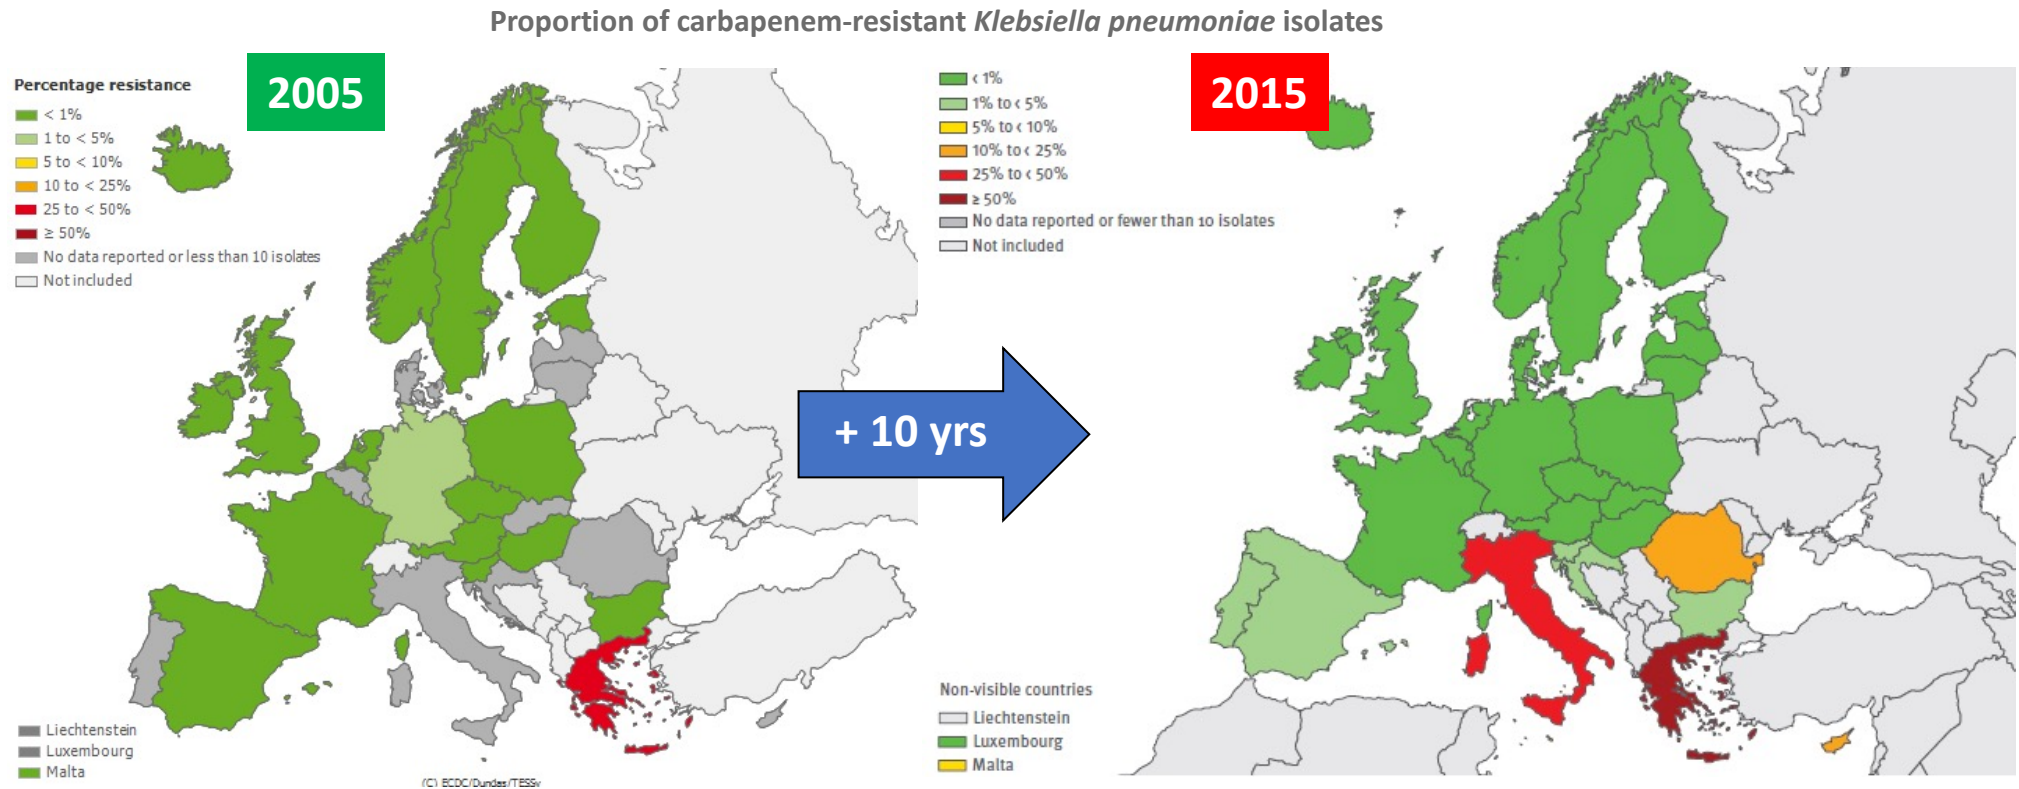 Proportion of carbapenem-resistant Klebsiella pneumoniae isolates
2005
Percentage resistance
< 1%
1 to < 5%
5 to < 10%
10 to < 25%
25 to < 50%
≥ 50%
No data reported or less than 10 isolates
Not included
Liechtenstein
Luxembourg
Malta
(C) ECDC/Dundas/TESSy
+ 10 yrs
2015
< 1%
1% to < 5%
5% to < 10%
10% to < 25%
25% to < 50%
≥ 50%
No data reported or fewer than 10 isolates
Not included
Non-visible countries
Liechtenstein
Luxembourg
Malta